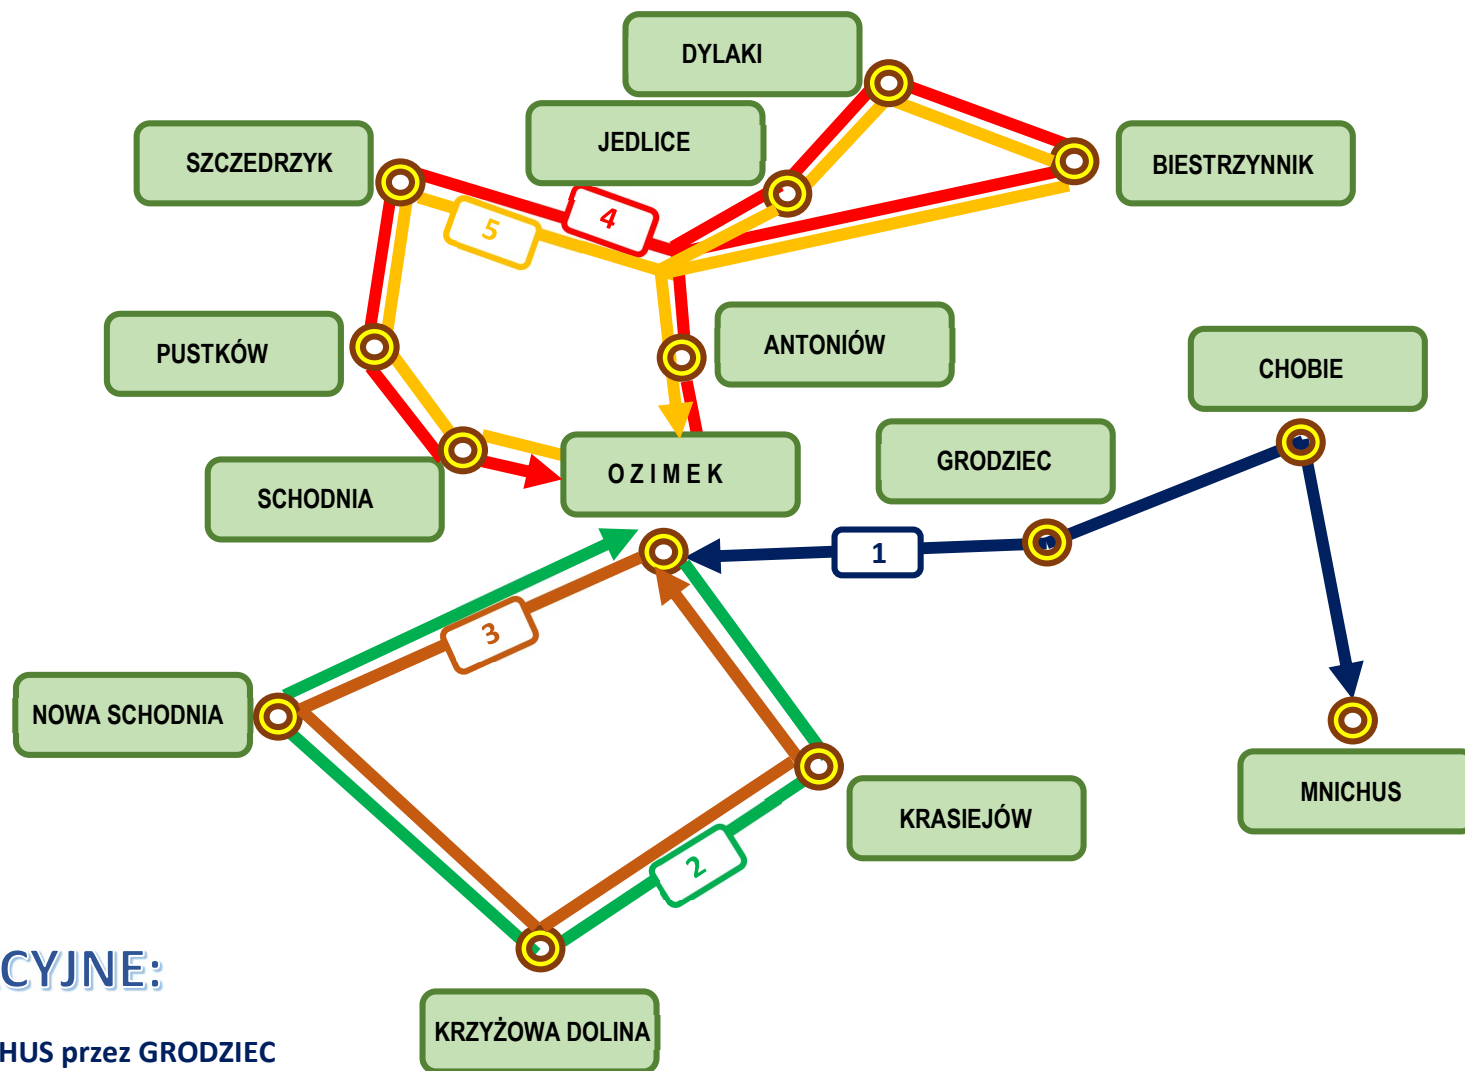 DYLAKI
JEDLICE
SZCZEDRZYK
BIESTRZYNNIK
4
5
PUSTKÓW
ANTONIÓW
CHOBIE
GRODZIEC
O Z I M E K
SCHODNIA
1
3
NOWA SCHODNIA
KRASIEJÓW
MNICHUS
2
CYJNE:
KRZYŻOWA DOLINA
HUS przez GRODZIEC